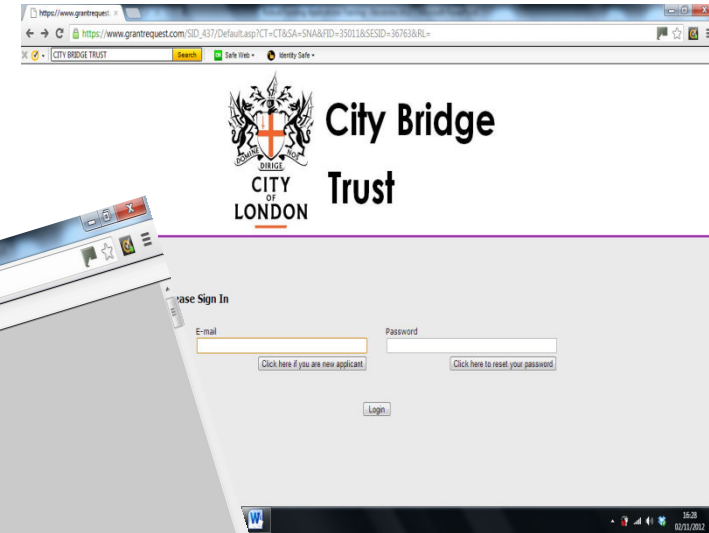 https://www.grantrequest.
https://www.grantrequest.com/SID_437/Default.asp?CT=CT&SA=SNA&FID=35011&SESID=36763&RL=
CITY BRIDGE TRUST Search Safe Web Identity Safe
DOMINE DIRIGE NOS
CITY OF LONDON
City Bridge
Trust
ease Sign In
E-mail Password
Click here if you are new applicant Click here to reset your password
Login
16:28
02/11/2012